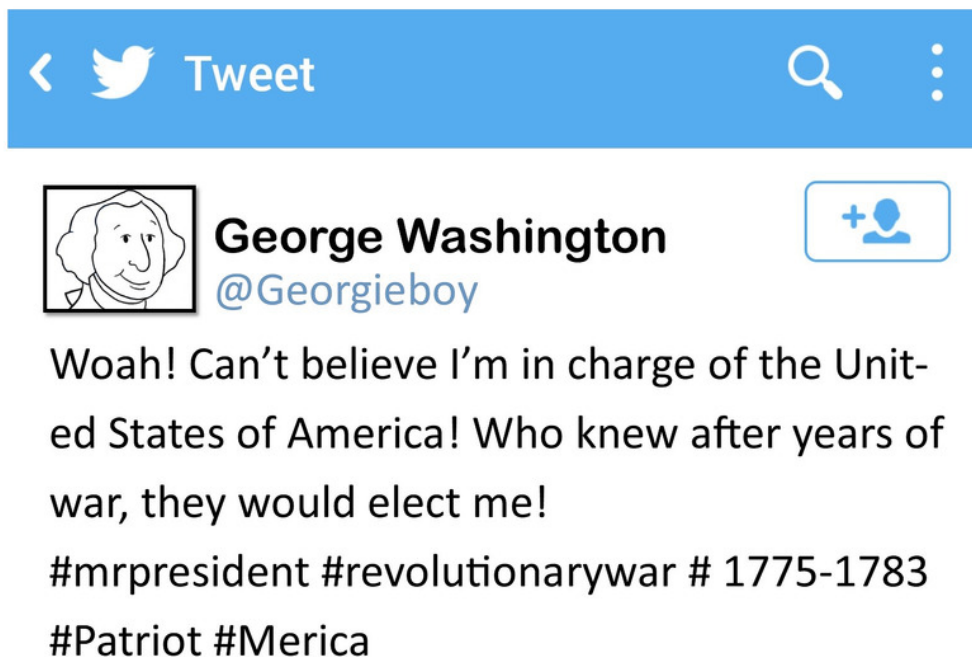 Tweet
George Washington
@Georgieboy
Woah! Can’t believe I’m in charge of the Unit-
ed States of America! Who knew after years of
war, they would elect me!
#mrpresident #revolutionarywar # 1775-1783
#Patriot #Merica